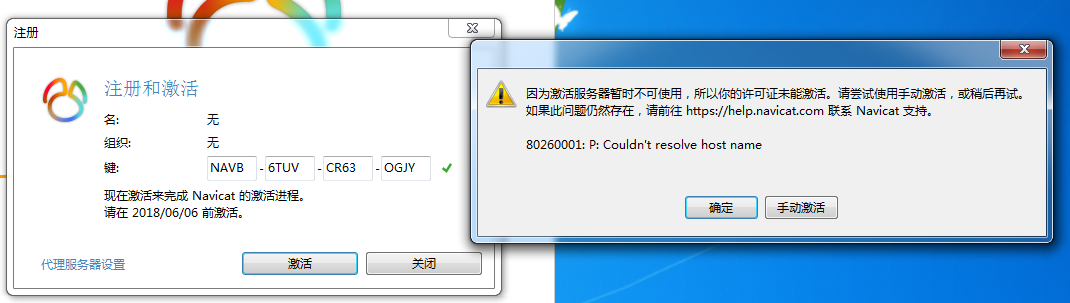 注册
注册和激活
名: 无
组织: 无
键: NAVB - 6TUV - CR63 - OGJY
现在激活来完成 Navicat 的激活进程。
请在 2018/06/06 前激活。
代理服务器设置 激活 关闭
因为激活服务器暂时不可使用，所以你的许可证未能激活。请尝试使用手动激活，或稍后再试。
如果此问题仍然存在，请前往 https://help.navicat.com 联系 Navicat 支持。
80260001: P: Couldn't resolve host name
确定 手动激活